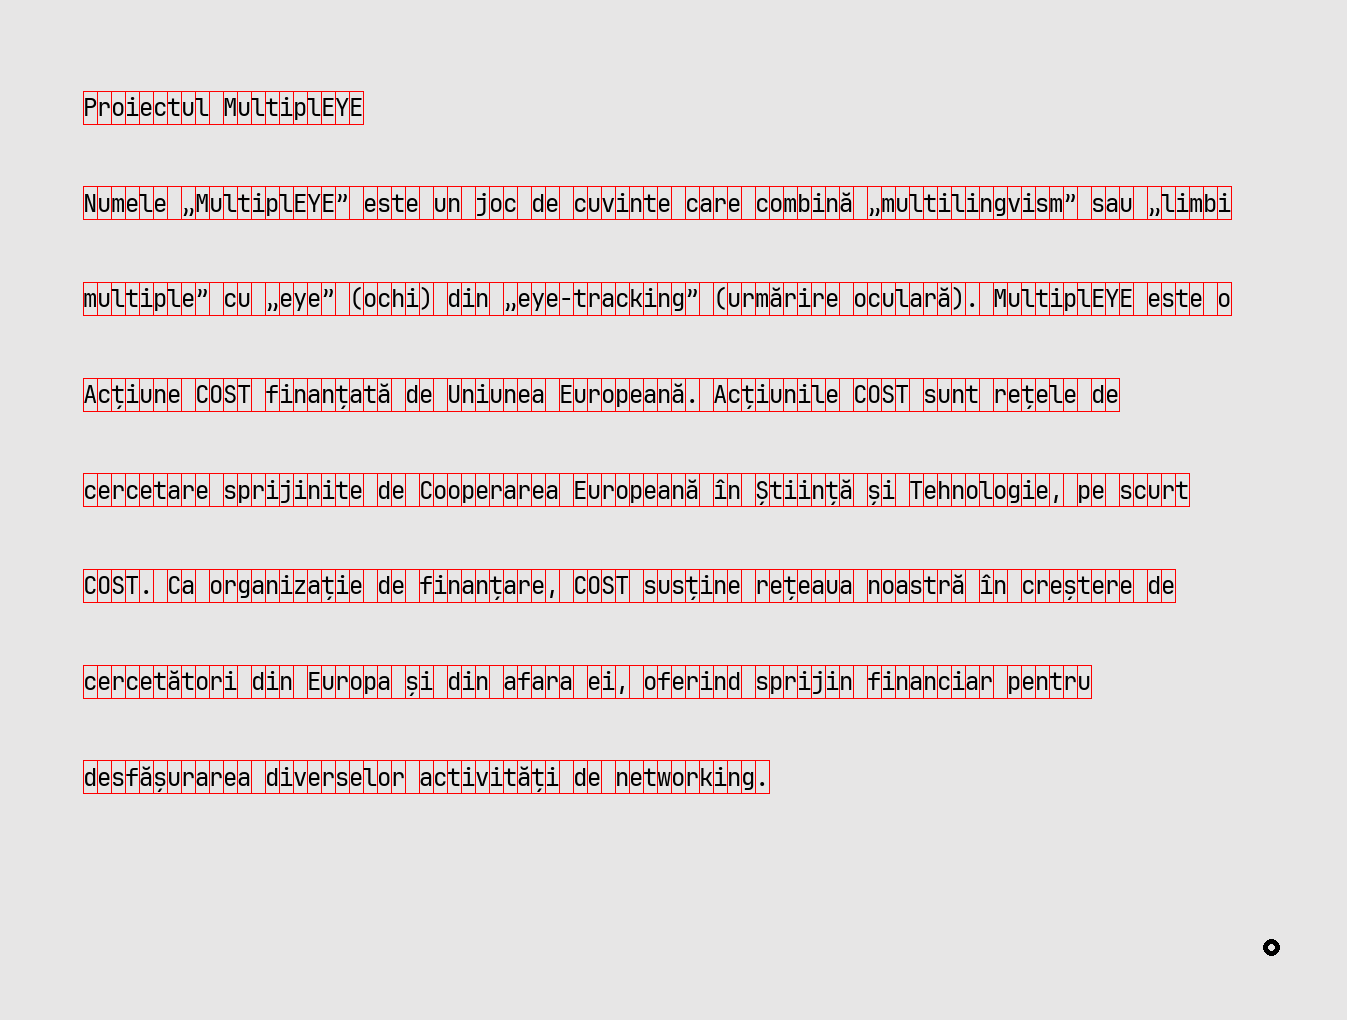 Proiectul MultiplEYE
Numele „MultiplEYE” este un joc de cuvinte care combină „multilingvism” sau „limbi
multiple” cu „eye” (ochi) din „eye-tracking” (urmărire oculară). MultiplEYE este o
Acțiune COST finanțată de Uniunea Europeană. Acțiunile COST sunt rețele de
cercetare sprijinite de Cooperarea Europeană în Știință și Tehnologie, pe scurt
COST. Ca organizație de finanțare, COST susține rețeaua noastră în creștere de
cercetători din Europa și din afara ei, oferind sprijin financiar pentru
desfășurarea diverselor activități de networking.